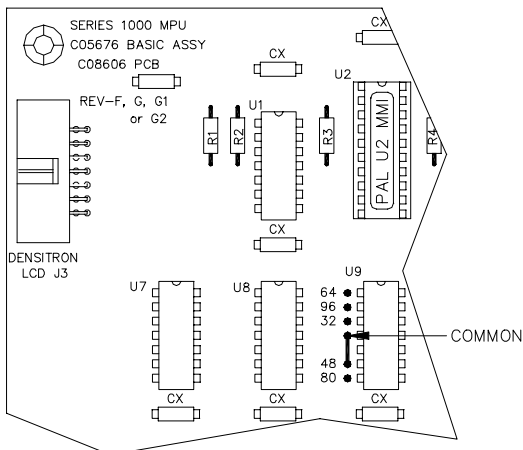 SERIES 1000 MPU
C05676 BASIC ASSY
C08606 PCB
REV-F, G, G1
or G2
CX
CX
U2
U1
R1
R2
R3
R4
PAL U2 MMI
DENSITRON
LCD J3
CX
U7
U8
U9
64
96
32
COMMON
48
80
CX
CX
CX